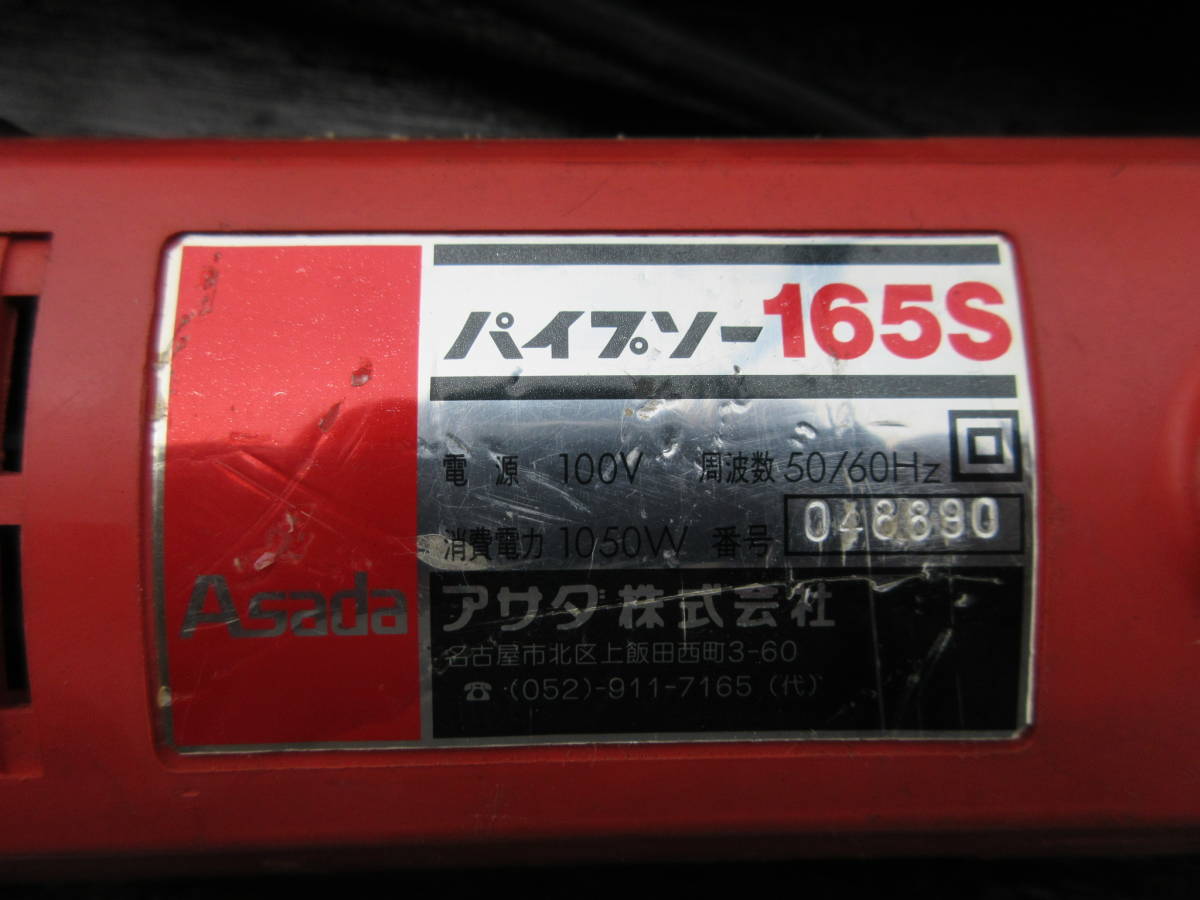 パイプソー165S
電源 100V 周波数 50/60Hz
消費電力 1050W 番号 048890
Asada
アサダ株式会社
名古屋市北区上飯田西町3-60
☎ (052)-911-7165 (代)